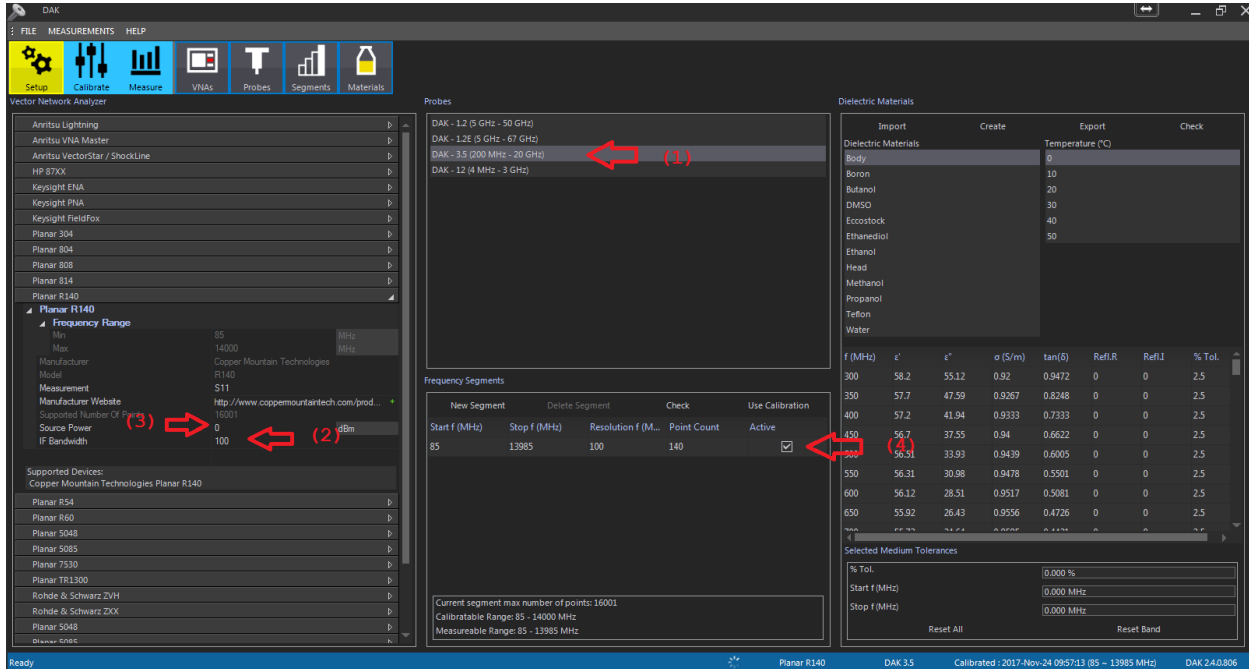 DAK
FILE MEASUREMENTS HELP
Setup Calibrate Measure VNAs Probes Segments Materials
Vector Network Analyzer
Anritsu Lightning
Anritsu VNA Master
Anritsu VectorStar / ShockLine
HP 87XX
Keysight ENA
Keysight PNA
Keysight FieldFox
Planar 304
Planar 804
Planar 808
Planar 814
Planar R140
Planar R140
Frequency Range
Min 85 MHz
Max 14000 MHz
Manufacturer Copper Mountain Technologies
Model R140
Measurement S11
Manufacturer Website http://www.coppermountaintech.com/prod... +
Supported Number Of Points 16001
(3)
Source Power 0 dBm
IF Bandwidth 100
(2)
Supported Devices:
Copper Mountain Technologies Planar R140
Planar R54
Planar R60
Planar 5048
Planar 5085
Planar 7530
Planar TR1300
Rohde & Schwarz ZVH
Rohde & Schwarz ZXX
Planar 5048
Planar 5085
Probes
DAK - 1.2 (5 GHz - 50 GHz)
DAK - 1.2E (5 GHz - 67 GHz)
DAK - 3.5 (200 MHz - 20 GHz)
(1)
DAK - 12 (4 MHz - 3 GHz)
Frequency Segments
New Segment Delete Segment Check Use Calibration
Start f (MHz) Stop f (MHz) Resolution f (M... Point Count Active
85 13985 100 140
(4)
Current segment max number of points: 16001
Calibratable Range: 85 - 14000 MHz
Measureable Range: 85 - 13985 MHz
Dielectric Materials
Import Create Export Check
Dielectric Materials Temperature (°C)
Body 0
Boron 10
Butanol 20
DMSO 30
Eccostock 40
Ethanediol 50
Ethanol
Head
Methanol
Propanol
Teflon
Water
f (MHz) ε' ε" σ (S/m) tan(δ) Refl.R Refl.I % Tol.
300 58.2 55.12 0.92 0.9472 0 0 2.5
350 57.7 47.59 0.9267 0.8248 0 0 2.5
400 57.2 41.94 0.9333 0.7333 0 0 2.5
450 56.7 37.55 0.94 0.6622 0 0 2.5
500 56.51 33.93 0.9439 0.6005 0 0 2.5
550 56.31 30.98 0.9478 0.5501 0 0 2.5
600 56.12 28.51 0.9517 0.5081 0 0 2.5
650 55.92 26.43 0.9556 0.4726 0 0 2.5
Selected Medium Tolerances
% Tol. 0.000 %
Start f (MHz) 0.000 MHz
Stop f (MHz) 0.000 MHz
Reset All Reset Band
Ready Planar R140 DAK 3.5 Calibrated : 2017-Nov-24 09:57:13 (85 ~ 13985 MHz) DAK 2.4.0.806